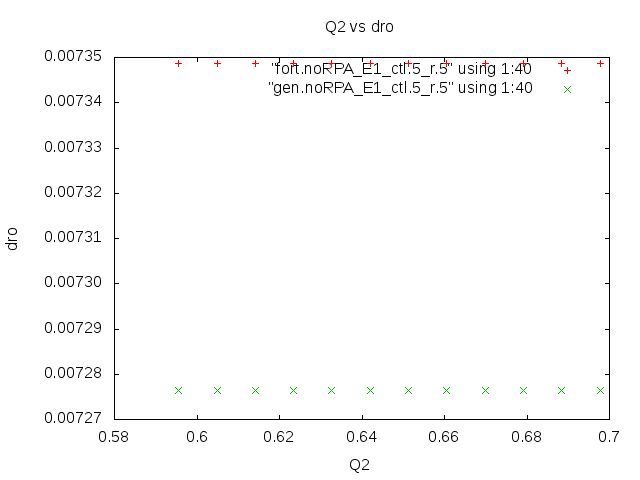 Q2 vs dro
0.00735
"fort.noRPA_E1_ctl.5_r.5" using 1:40
"gen.noRPA_E1_ctl.5_r.5" using 1:40
0.00734
0.00733
0.00732
0.00731
0.00730
0.00729
0.00728
0.00727
dro
0.58 0.6 0.62 0.64 0.66 0.68 0.7
Q2